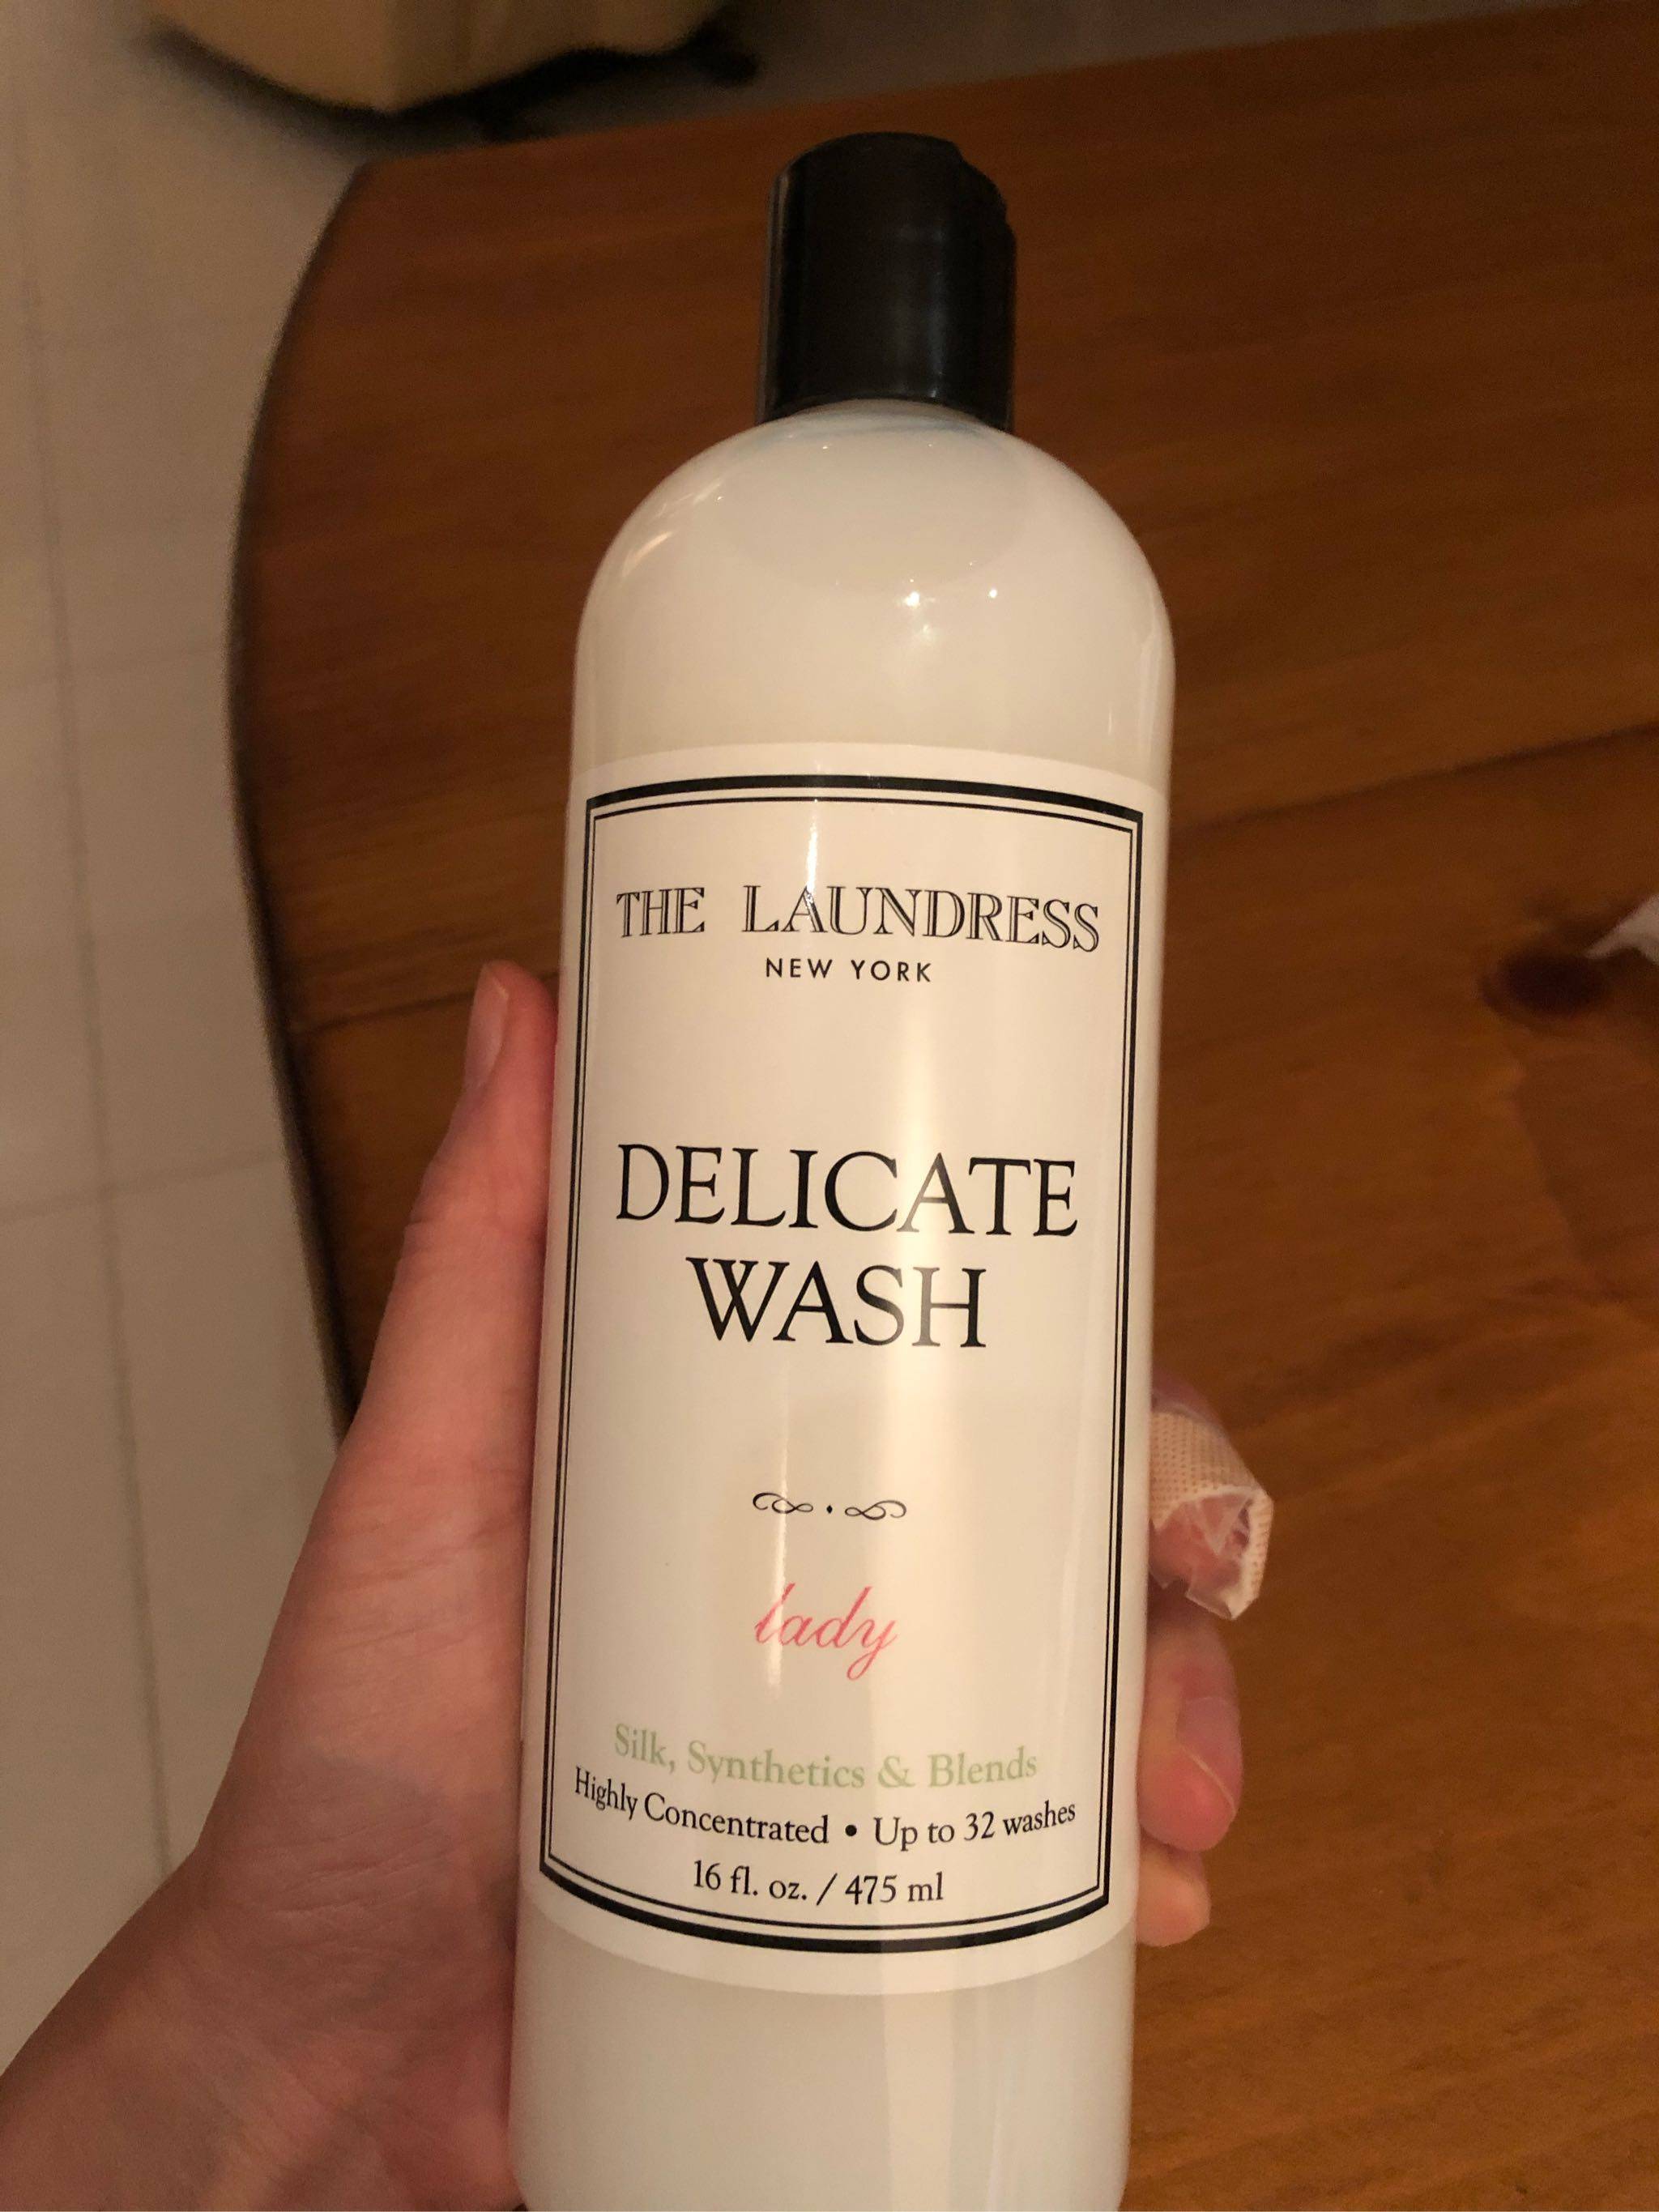 THE LAUNDRESS
NEW YORK
DELICATE
WASH
lady
Silk, Synthetics & Blends
Highly Concentrated • Up to 32 washes
16 fl. oz. / 475 ml